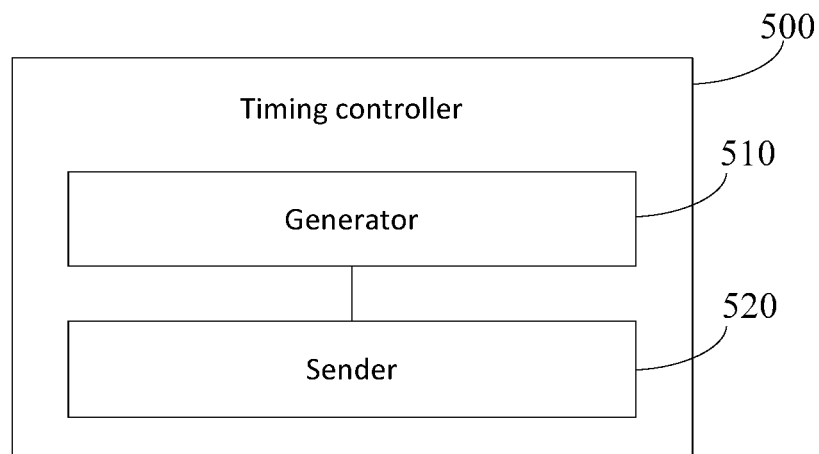 500
Timing controller
510
Generator
520
Sender